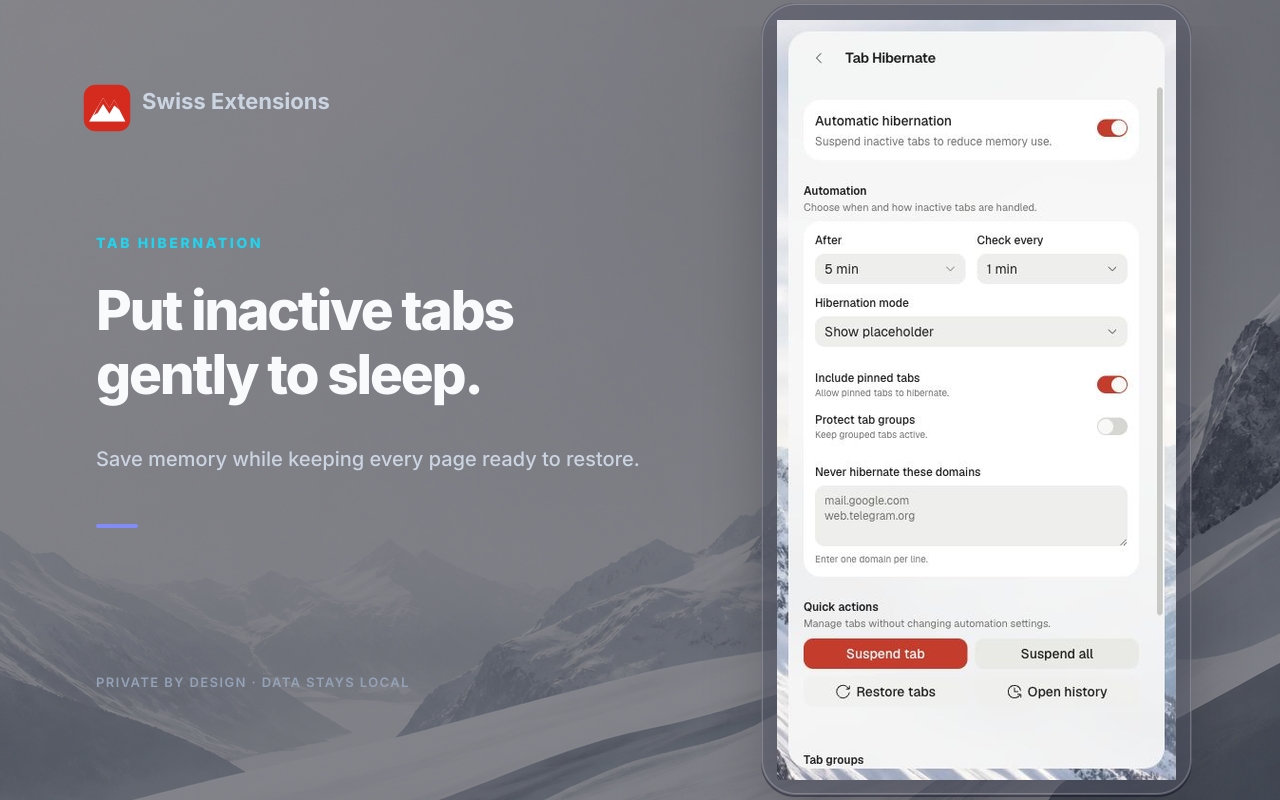 Swiss Extensions
TAB HIBERNATION
Put inactive tabs
gently to sleep.
Save memory while keeping every page ready to restore.
PRIVATE BY DESIGN · DATA STAYS LOCAL
Tab Hibernate
Automatic hibernation
Suspend inactive tabs to reduce memory use.
Automation
Choose when and how inactive tabs are handled.
After
Check every
5 min
1 min
Hibernation mode
Show placeholder
Include pinned tabs
Allow pinned tabs to hibernate.
Protect tab groups
Keep grouped tabs active.
Never hibernate these domains
mail.google.com
web.telegram.org
Enter one domain per line.
Quick actions
Manage tabs without changing automation settings.
Suspend tab
Suspend all
Restore tabs
Open history
Tab groups